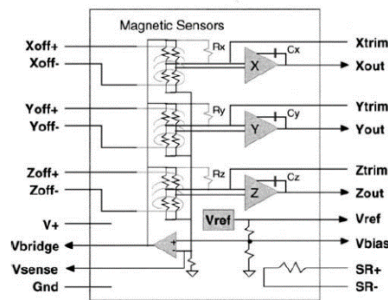 Magnetic Sensors
Xoff+ Rx Cx Xtrim
Xoff- X Xout
Yoff+ Ry Cy Ytrim
Yoff- Y Yout
Zoff+ Rz Cz Ztrim
Zoff- Z Zout
V+ Vref Vref
Vbridge + Vbias
Vsense SR+
Gnd SR-